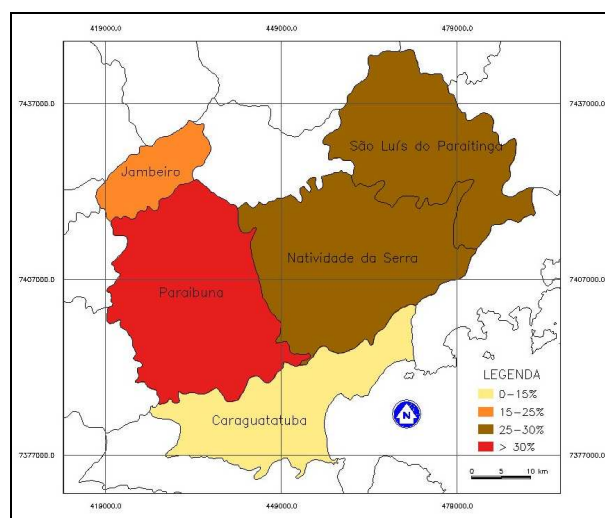 419000.0 449000.0 479000.0
7437000.0 7437000.0
São Luís do Paraitinga
Jambeiro
Natividade da Serra
7407000.0 7407000.0
Paraibuna
LEGENDA
0-15%
15-25%
Caraguatatuba
N
25-30%
> 30%
7377000.0 7377000.0
0 5 10 km
419000.0 449000.0 479000.0